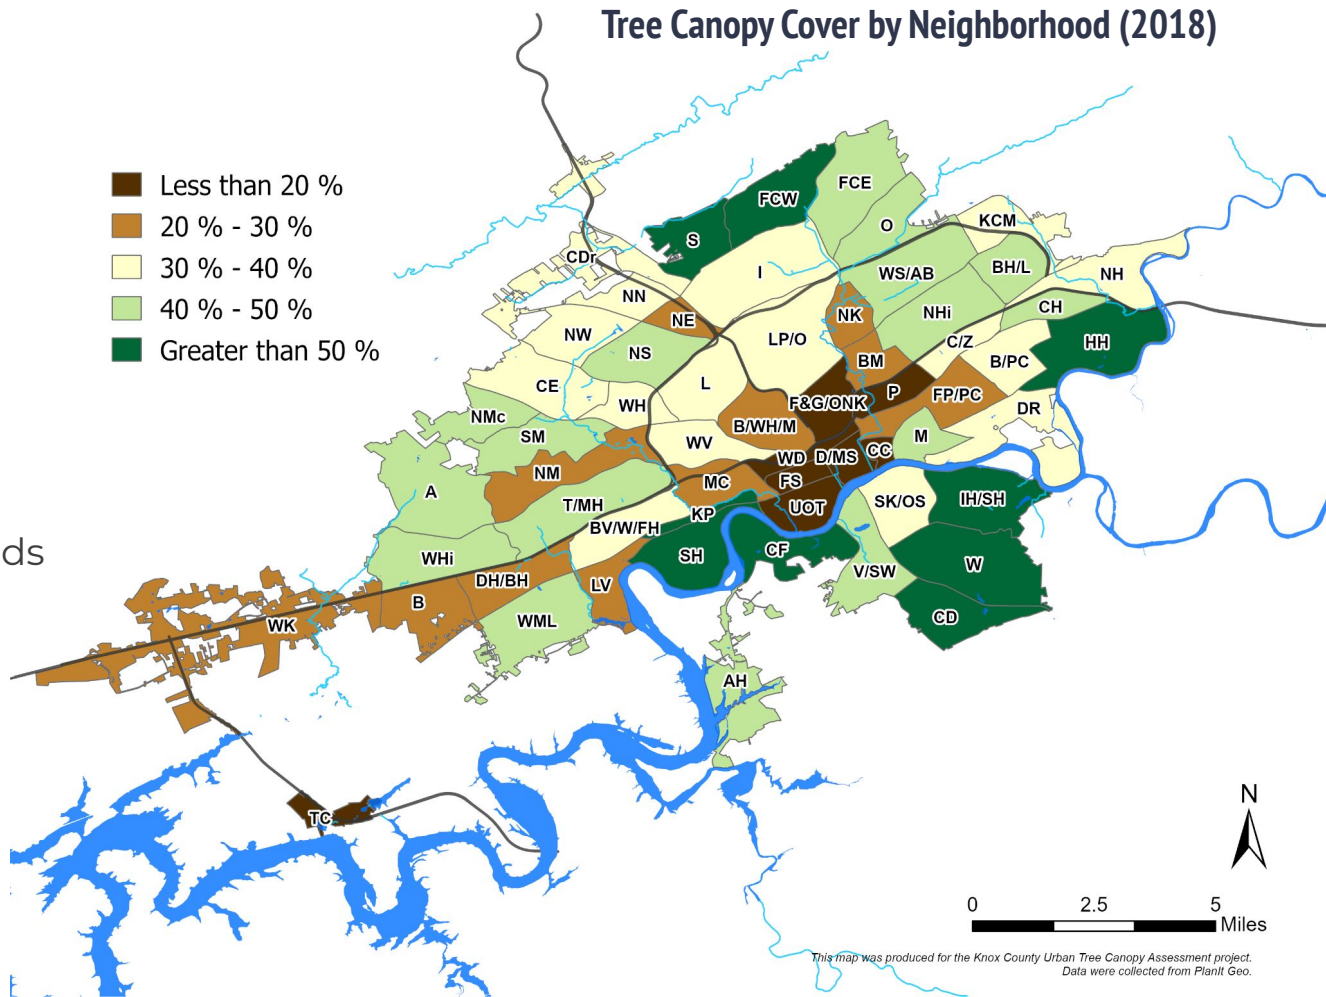 Tree Canopy Cover by Neighborhood (2018)
Less than 20 %
20 % - 30 %
30 % - 40 %
40 % - 50 %
Greater than 50 %
FCE
FCW
O
KCM
S
CDr
I
WS/AB
BH/L
NH
NN
NE
NK
NHi
CH
NW
NS
LP/O
C/Z
HH
BM
B/PC
CE
L
P
FP/PC
WH
F&G/ONK
DR
NMc
B/WH/M
SM
WV
M
WD
D/MS
CC
NM
MC
FS
A
T/MH
UOT
SK/OS
IH/SH
KP
BV/W/FH
SH
CF
WHi
V/SW
W
DH/BH
LV
ds
B
WML
CD
WK
AH
TC
N
0 2.5 5
Miles
This map was produced for the Knox County Urban Tree Canopy Assessment project.
Data were collected from PlanIt Geo.